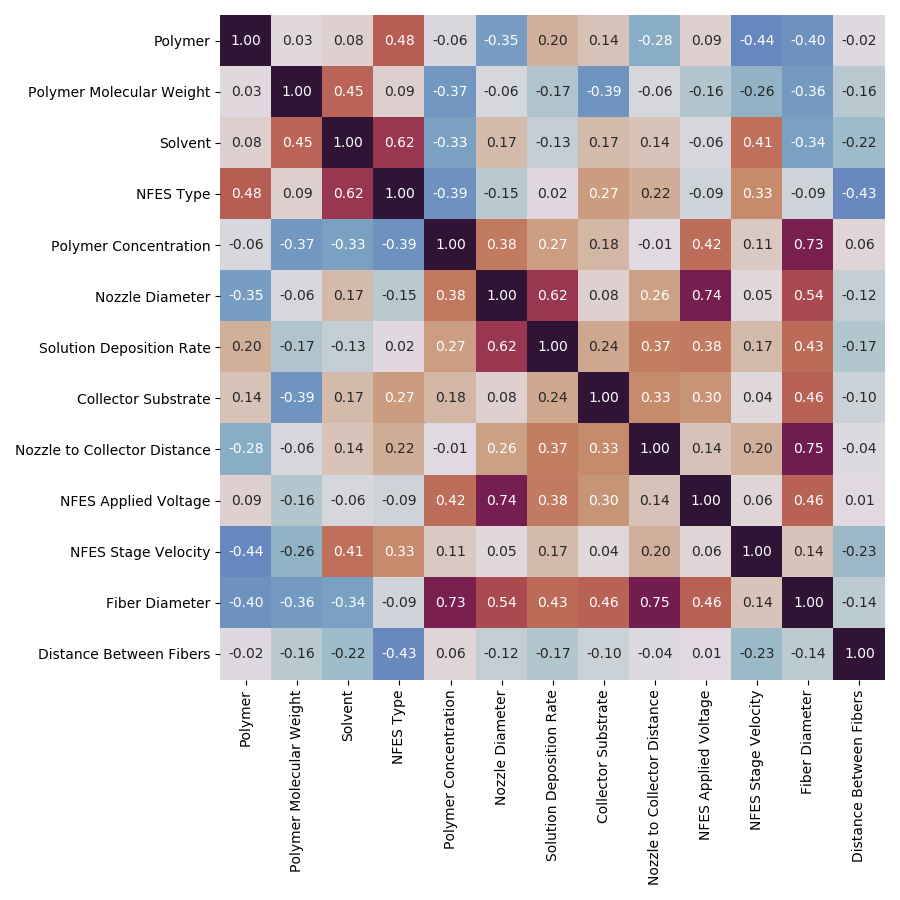 Polymer 1.00 0.03 0.08 0.48 -0.06 -0.35 0.20 0.14 -0.28 0.09 -0.44 -0.40 -0.02
Polymer Molecular Weight 0.03 1.00 0.45 0.09 -0.37 -0.06 -0.17 -0.39 -0.06 -0.16 -0.26 -0.36 -0.16
Solvent 0.08 0.45 1.00 0.62 -0.33 0.17 -0.13 0.17 0.14 -0.06 0.41 -0.34 -0.22
NFES Type 0.48 0.09 0.62 1.00 -0.39 -0.15 0.02 0.27 0.22 -0.09 0.33 -0.09 -0.43
Polymer Concentration -0.06 -0.37 -0.33 -0.39 1.00 0.38 0.27 0.18 -0.01 0.42 0.11 0.73 0.06
Nozzle Diameter -0.35 -0.06 0.17 -0.15 0.38 1.00 0.62 0.08 0.26 0.74 0.05 0.54 -0.12
Solution Deposition Rate 0.20 -0.17 -0.13 0.02 0.27 0.62 1.00 0.24 0.37 0.38 0.17 0.43 -0.17
Collector Substrate 0.14 -0.39 0.17 0.27 0.18 0.08 0.24 1.00 0.33 0.30 0.04 0.46 -0.10
Nozzle to Collector Distance -0.28 -0.06 0.14 0.22 -0.01 0.26 0.37 0.33 1.00 0.14 0.20 0.75 -0.04
NFES Applied Voltage 0.09 -0.16 -0.06 -0.09 0.42 0.74 0.38 0.30 0.14 1.00 0.06 0.46 0.01
NFES Stage Velocity -0.44 -0.26 0.41 0.33 0.11 0.05 0.17 0.04 0.20 0.06 1.00 0.14 -0.23
Fiber Diameter -0.40 -0.36 -0.34 -0.09 0.73 0.54 0.43 0.46 0.75 0.46 0.14 1.00 -0.14
Distance Between Fibers -0.02 -0.16 -0.22 -0.43 0.06 -0.12 -0.17 -0.10 -0.04 0.01 -0.23 -0.14 1.00
Polymer
Polymer Molecular Weight
Solvent
NFES Type
Polymer Concentration
Nozzle Diameter
Solution Deposition Rate
Collector Substrate
Nozzle to Collector Distance
NFES Applied Voltage
NFES Stage Velocity
Fiber Diameter
Distance Between Fibers